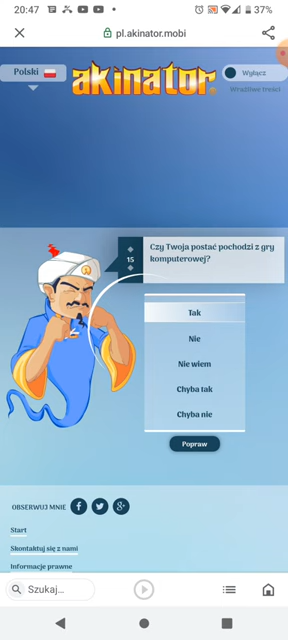 20:47
37%
pl.akinator.mobi
Polski
akinator.
Wyłącz
Wrażliwe treści
15
Czy Twoja postać pochodzi z gry
komputerowej?
Tak
Nie
Nie wiem
Chyba tak
Chyba nie
Popraw
OBSERWUJ MNIE
Start
Skontaktuj się z nami
Informacje prawne
Szukaj...